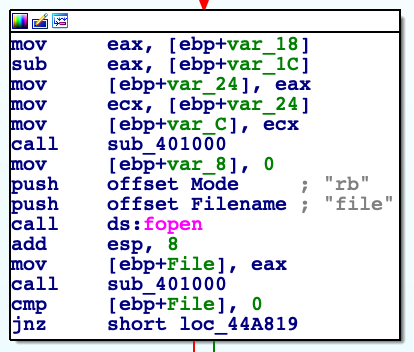 mov eax, [ebp+var_18]
sub eax, [ebp+var_1C]
mov [ebp+var_24], eax
mov ecx, [ebp+var_24]
mov [ebp+var_C], ecx
call sub_401000
mov [ebp+var_8], 0
push offset Mode ; "rb"
push offset Filename ; "file"
call ds:fopen
add esp, 8
mov [ebp+File], eax
call sub_401000
cmp [ebp+File], 0
jnz short loc_44A819